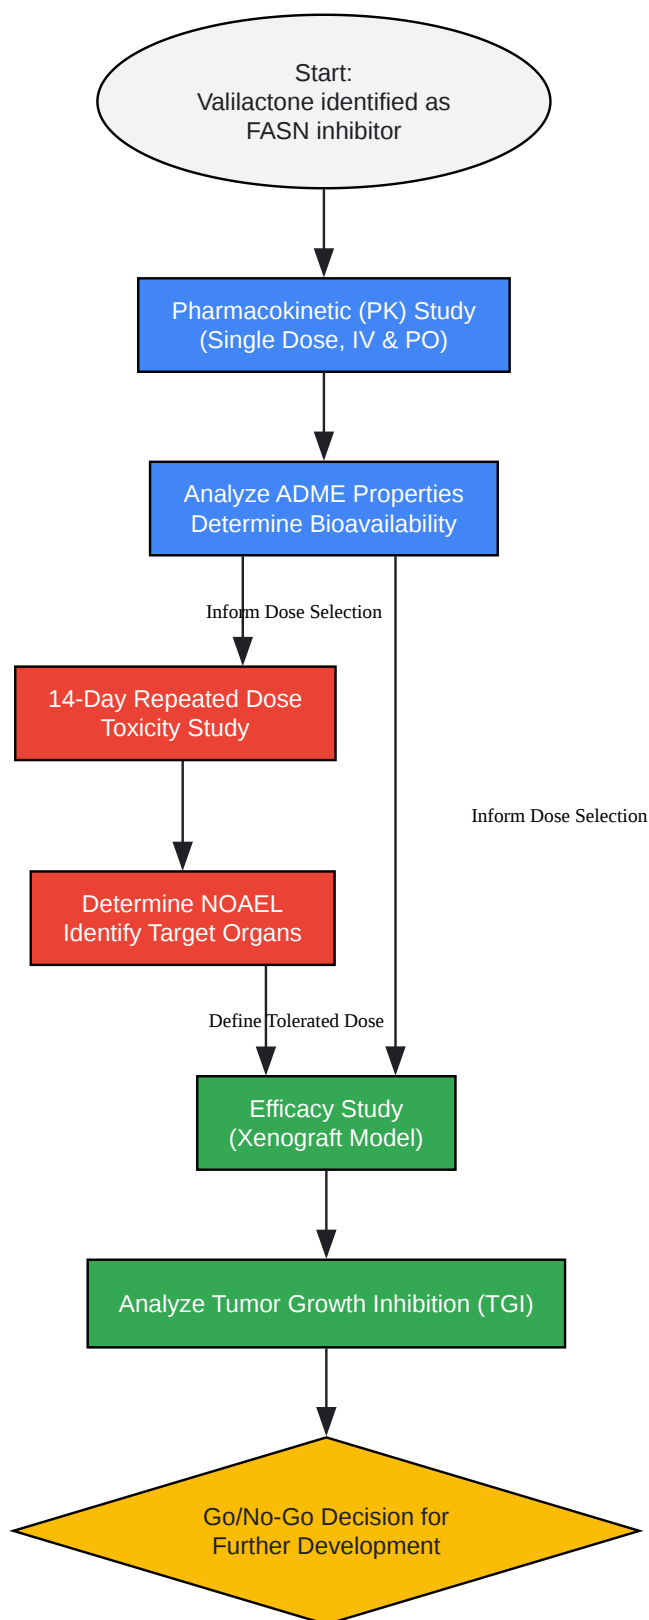 Start:
Valilactone identified as
FASN inhibitor
Pharmacokinetic (PK) Study
(Single Dose, IV & PO)
Analyze ADME Properties
Determine Bioavailability
Inform Dose Selection
14-Day Repeated Dose
Toxicity Study
Inform Dose Selection
Determine NOAEL
Identify Target Organs
Define Tolerated Dose
Efficacy Study
(Xenograft Model)
Analyze Tumor Growth Inhibition (TGI)
Go/No-Go Decision for
Further Development